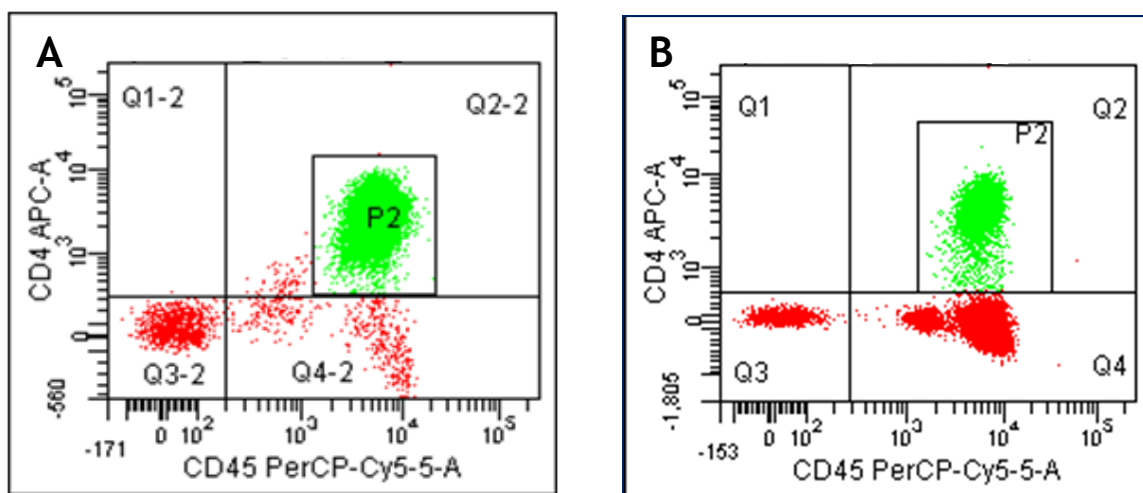 A
Q1-2
Q2-2
P2
Q3-2
Q4-2
CD4 APC-A
10^5
10^4
10^3
0
-560
-171
0 10^2 10^3 10^4 10^5
CD45 PerCP-Cy5-5-A
B
Q1
P2
Q2
Q3
Q4
CD4 APC-A
10^5
10^4
10^3
0
-1,805
-153
0 10^2 10^3 10^4 10^5
CD45 PerCP-Cy5-5-A